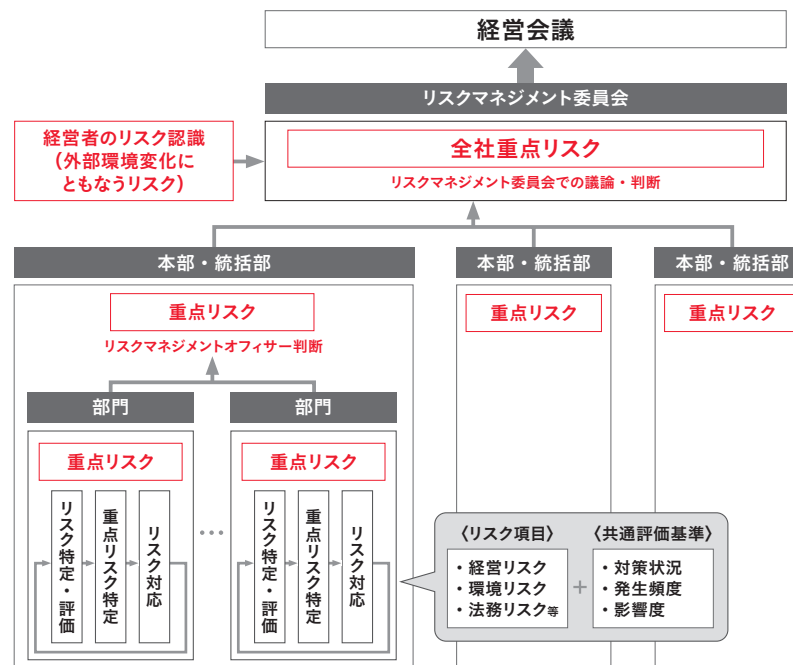 経営会議
リスクマネジメント委員会
経営者のリスク認識
(外部環境変化に
ともなうリスク)
全社重点リスク
リスクマネジメント委員会での議論・判断
本部・統括部
本部・統括部
本部・統括部
重点リスク
リスクマネジメントオフィサー判断
重点リスク
重点リスク
部門
部門
重点リスク
重点リスク
リスク特定・評価
重点リスク特定
リスク対応
…
リスク特定・評価
重点リスク特定
リスク対応
〈リスク項目〉
・経営リスク
・環境リスク
・法務リスク等
+
〈共通評価基準〉
・対策状況
・発生頻度
・影響度